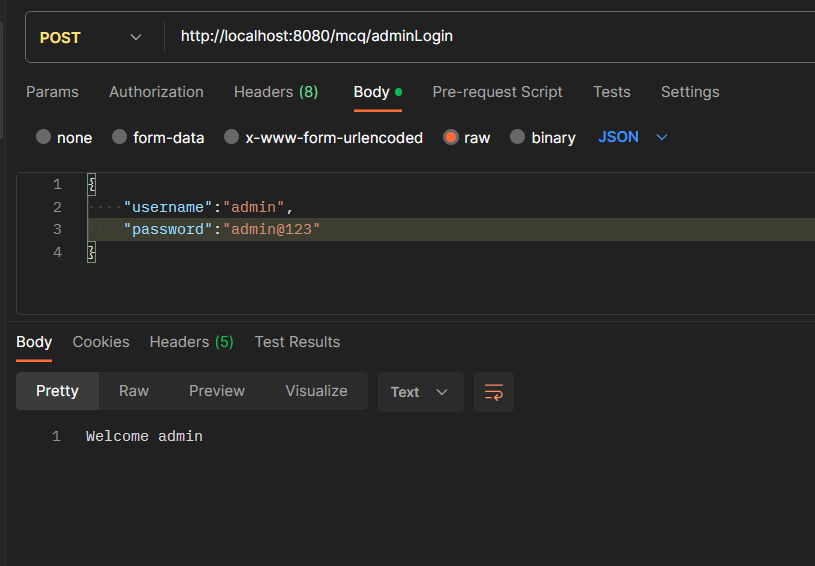 POST http://localhost:8080/mcq/adminLogin
Params Authorization Headers (8) Body Pre-request Script Tests Settings
none form-data x-www-form-urlencoded raw binary JSON
1 {
2 "username":"admin",
3 "password":"admin@123"
4 }
Body Cookies Headers (5) Test Results
Pretty Raw Preview Visualize Text
1 Welcome admin